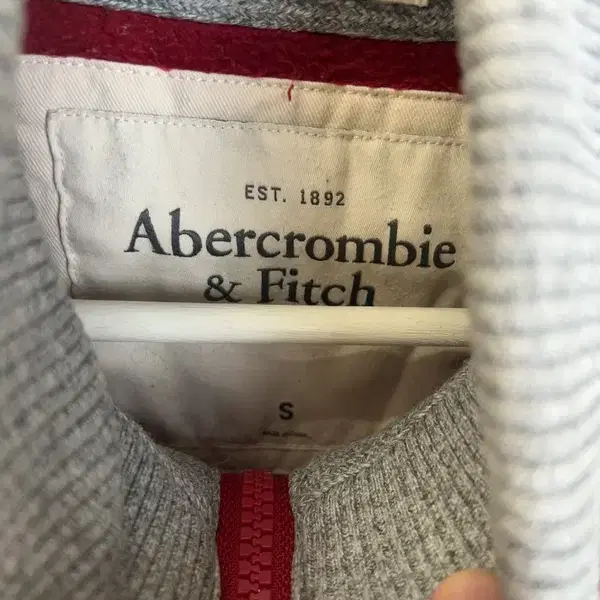 EST. 1892
Abercrombie
& Fitch
S